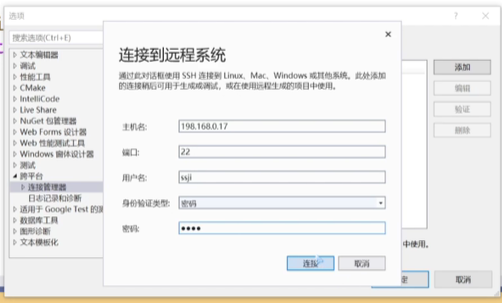 选项
? ×
搜索选项(Ctrl+E)
文本编辑器
调试
性能工具
CMake
IntelliCode
Live Share
NuGet 包管理器
Web Forms 设计器
Web 性能测试工具
Windows 窗体设计器
测试
跨平台
连接管理器
日志记录和诊断
适用于 Google Test 的
数据库工具
图形诊断
文本模板化
连接到远程系统
通过此对话框使用 SSH 连接到 Linux、Mac、Windows 或其他系统。此处添加
的连接稍后可用于生成或调试，或在使用远程生成的项目中使用。
主机名: 198.168.0.17
端口: 22
用户名: ssji
身份验证类型: 密码
密码: ●●●●
连接 取消
添加
编辑
验证
删除
中使用。
取消